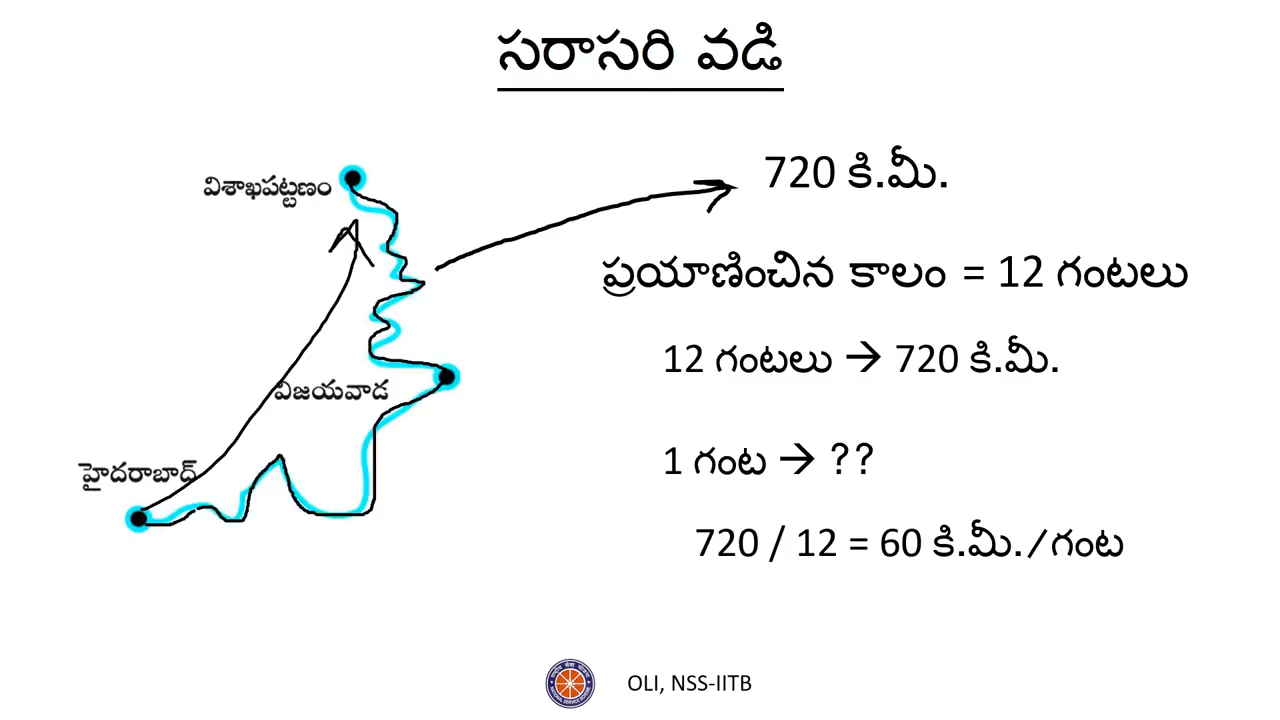 సరాసరి వడి
విశాఖపట్టణం
విజయవాడ
హైదరాబాద్
720 కి.మీ.
ప్రయాణించిన కాలం = 12 గంటలు
12 గంటలు → 720 కి.మీ.
1 గంట → ??
720 / 12 = 60 కి.మీ./గంట
OLI, NSS-IITB